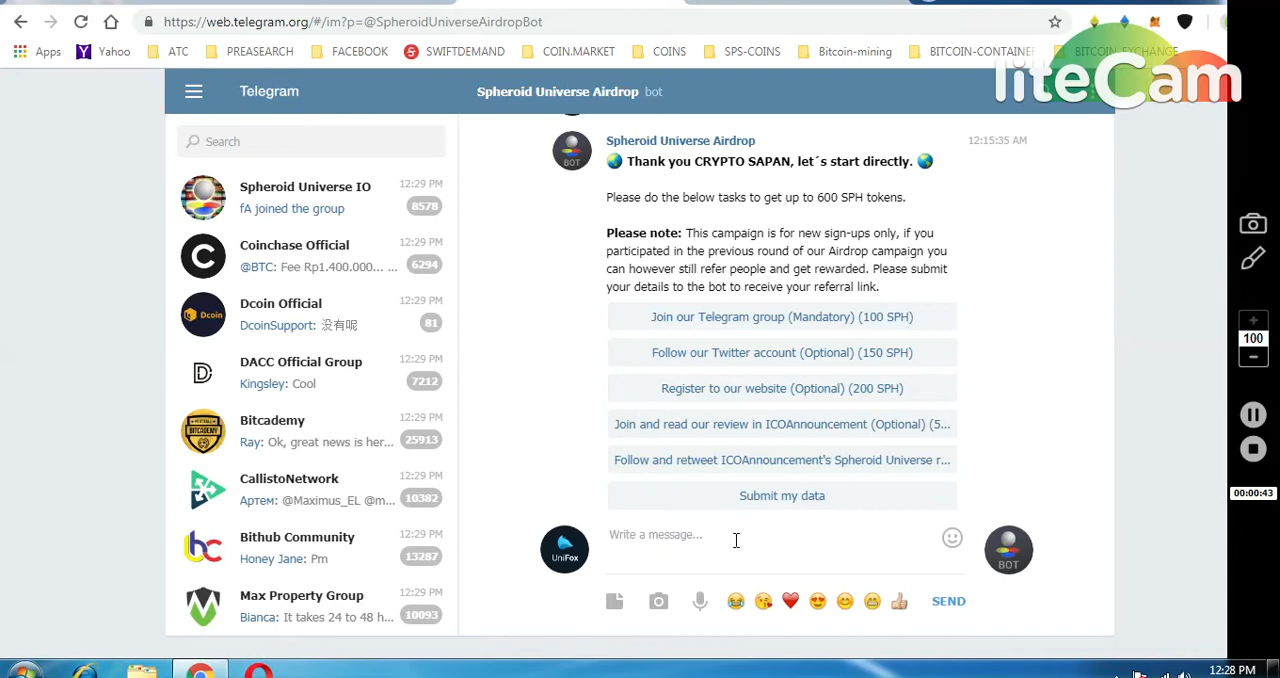 https://web.telegram.org/#/im?p=@SpheroidUniverseAirdropBot
Apps Yahoo ATC PREASEARCH FACEBOOK SWIFTDEMAND COIN.MARKET COINS SPS-COINS Bitcoin-mining BITCOIN-CONTAINE BITCOIN-EXCHANGE
liteCam
Telegram
Spheroid Universe Airdrop bot
Search
Spheroid Universe IO 12:29 PM
fA joined the group 8578
Coinchase Official 12:29 PM
@BTC: Fee Rp1.400.000... ... 6294
Dcoin Official 12:29 PM
DcoinSupport: 没有呢 81
Dcoin
DACC Official Group 12:29 PM
Kingsley: Cool 7212
Bitcademy 12:29 PM
Ray: Ok, great news is her... 25913
CallistoNetwork 12:29 PM
Артем: @Maximus_EL @m... 10382
Bithub Community 12:29 PM
Honey Jane: Pm 13287
Max Property Group 12:29 PM
Bianca: It takes 24 to 48 h... 10093
Spheroid Universe Airdrop 12:15:35 AM
BOT
Thank you CRYPTO SAPAN, let´s start directly.
Please do the below tasks to get up to 600 SPH tokens.
Please note: This campaign is for new sign-ups only, if you
participated in the previous round of our Airdrop campaign you
can however still refer people and get rewarded. Please submit
your details to the bot to receive your referral link.
Join our Telegram group (Mandatory) (100 SPH)
Follow our Twitter account (Optional) (150 SPH)
Register to our website (Optional) (200 SPH)
Join and read our review in ICOAnnouncement (Optional) (5...
Follow and retweet ICOAnnouncement's Spheroid Universe r...
Submit my data
UniFox
Write a message...
BOT
SEND
100
00:00:43
12:28 PM